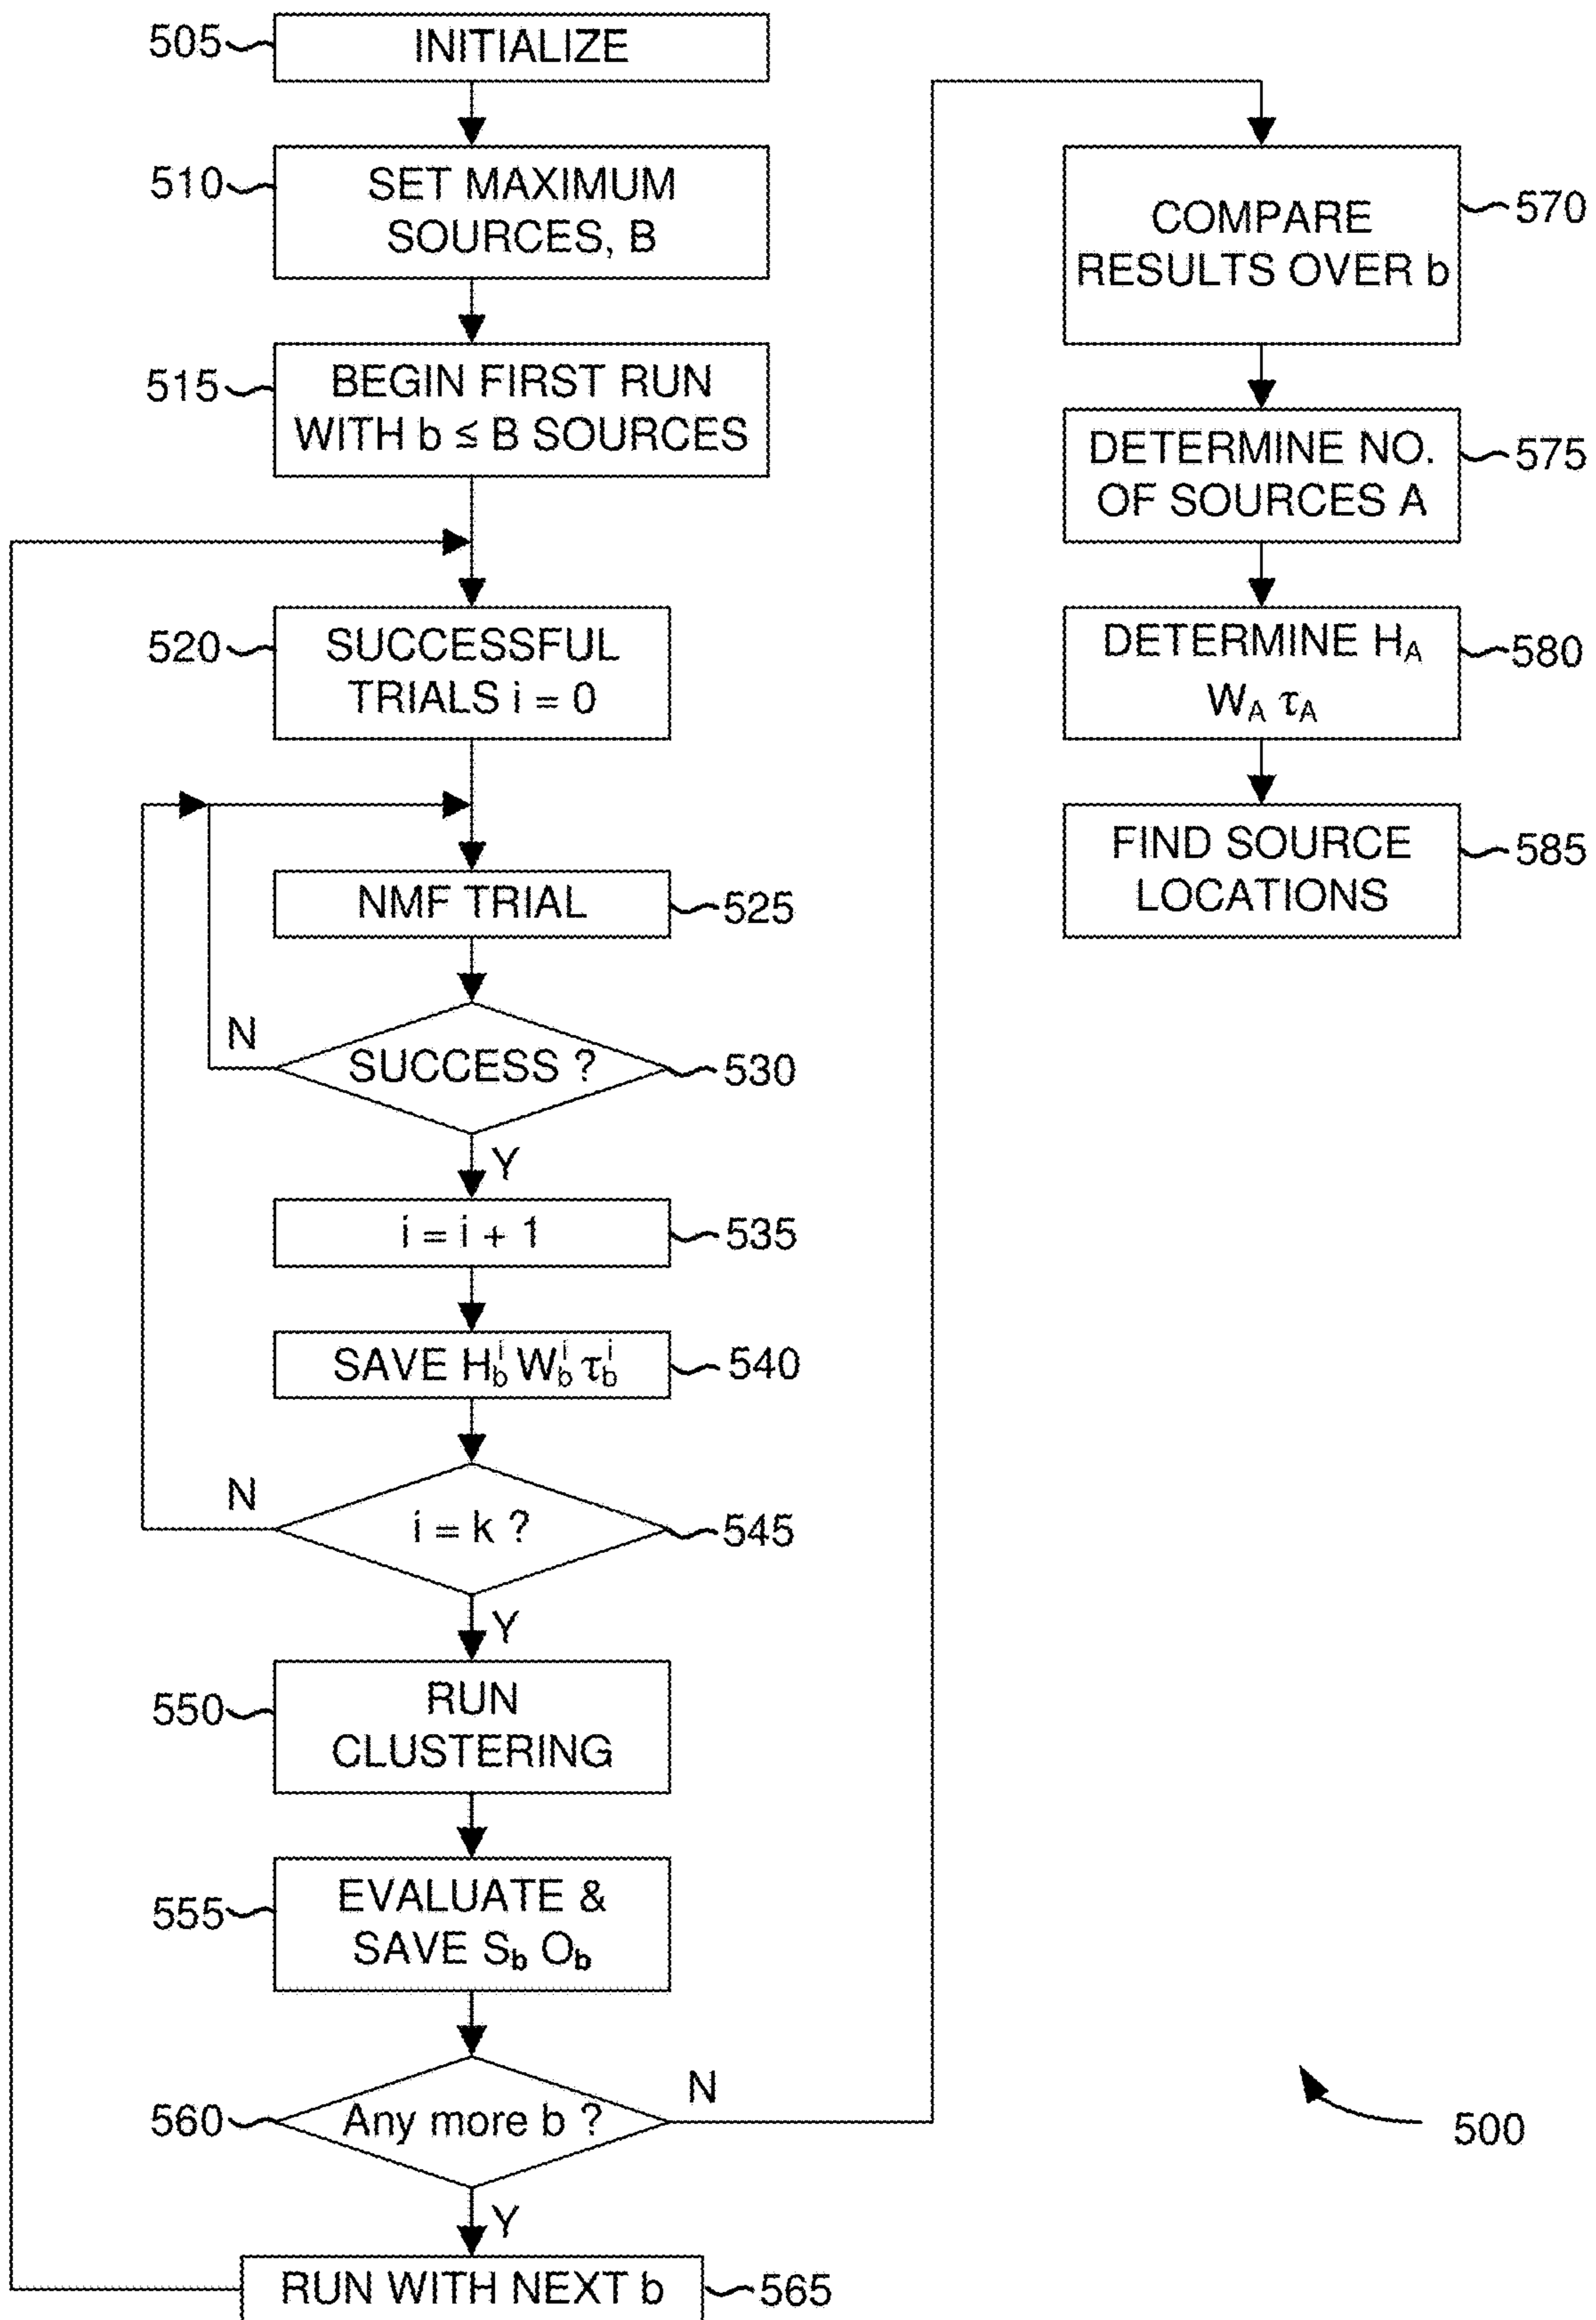 505
INITIALIZE
510
SET MAXIMUM
SOURCES, B
515
BEGIN FIRST RUN
WITH b ≦ B SOURCES
520
SUCCESSFUL
TRIALS i = 0
NMF TRIAL
525
N
SUCCESS ?
530
Y
i = i + 1
535
SAVE H_b^i W_b^i τ_b^i
540
N
i = k ?
545
Y
550
RUN
CLUSTERING
555
EVALUATE &
SAVE S_b O_b
560
Any more b ?
N
Y
RUN WITH NEXT b
565
COMPARE
RESULTS OVER b
570
DETERMINE NO.
OF SOURCES A
575
DETERMINE H_A
W_A τ_A
580
FIND SOURCE
LOCATIONS
585
500